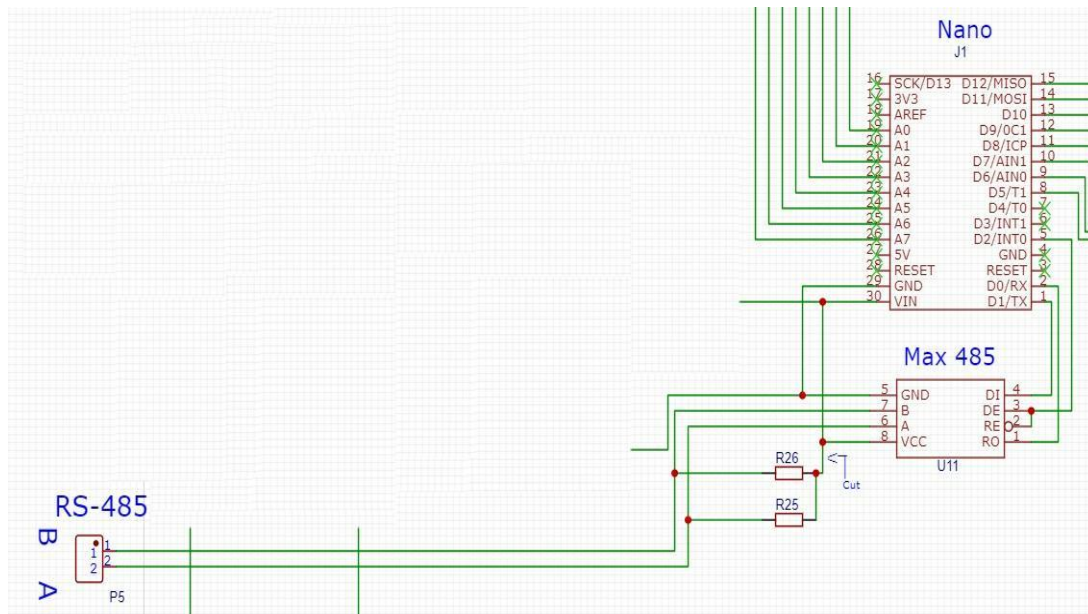 Nano
J1
16 SCK/D13 D12/MISO 15
17 3V3 D11/MOSI 14
18 AREF D10 13
19 A0 D9/0C1 12
20 A1 D8/ICP 11
21 A2 D7/AIN1 10
22 A3 D6/AIN0 9
23 A4 D5/T1 8
24 A5 D4/T0 7
25 A6 D3/INT1 6
26 A7 D2/INT0 5
27 5V GND 4
28 RESET RESET 3
29 GND D0/RX 2
30 VIN D1/TX 1
Max 485
5 GND DI 4
7 B DE 3
6 A RE 2
8 VCC RO 1
U11
R26
Cut
R25
RS-485
B
1 1
2 2
A
P5